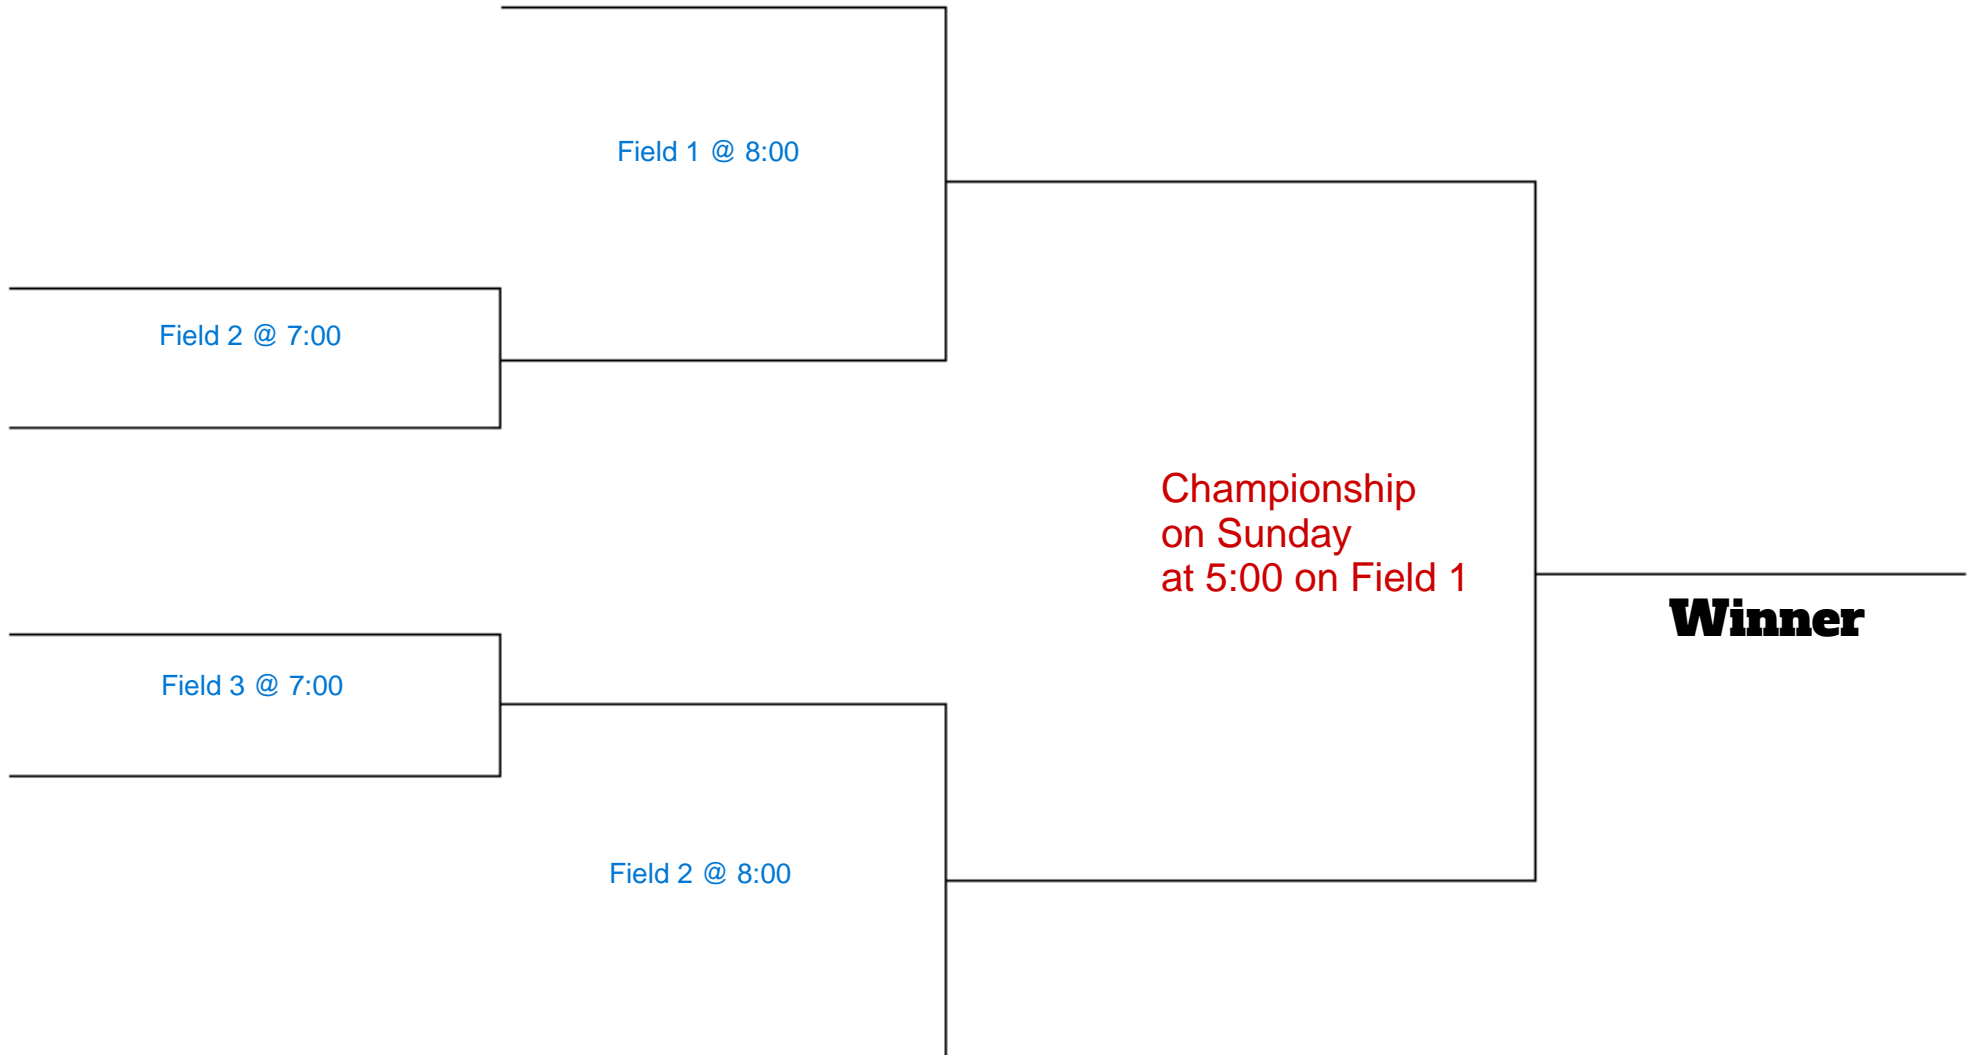 Field 1 @ 8:00
Field 2 @ 7:00
Championship
on Sunday
at 5:00 on Field 1
Winner
Field 3 @ 7:00
Field 2 @ 8:00